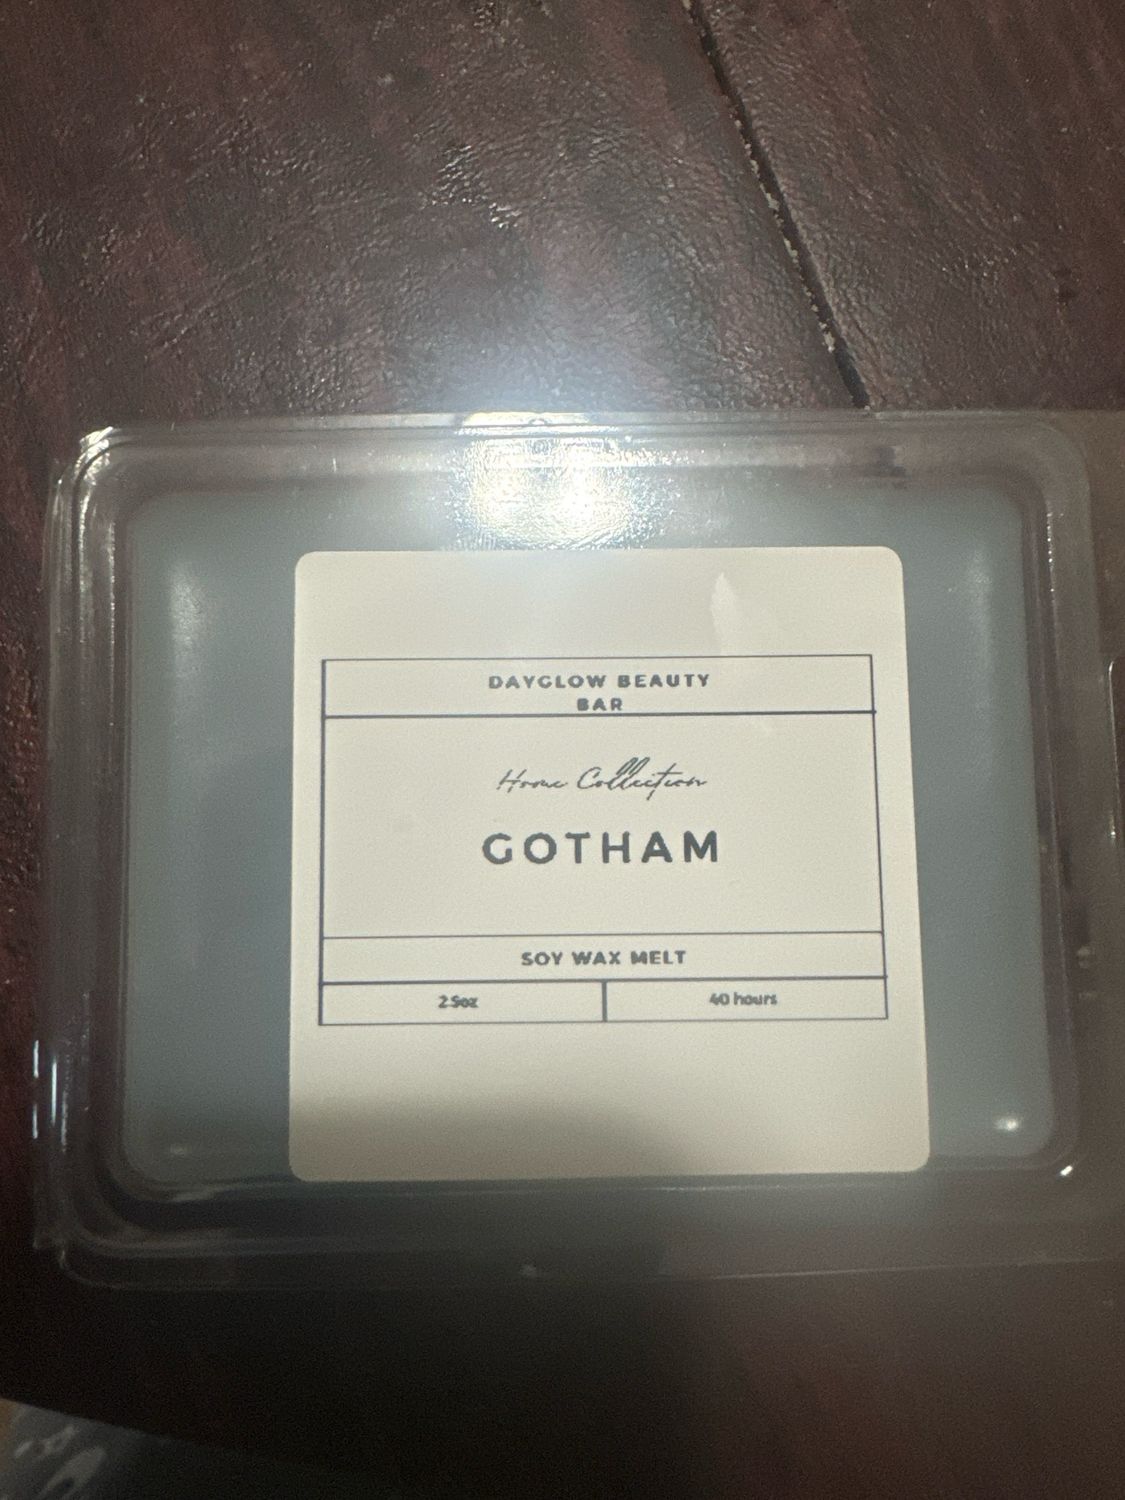 DAYGLOW BEAUTY
BAR
Home Collection
GOTHAM
SOY WAX MELT
2.5oz
40 hours